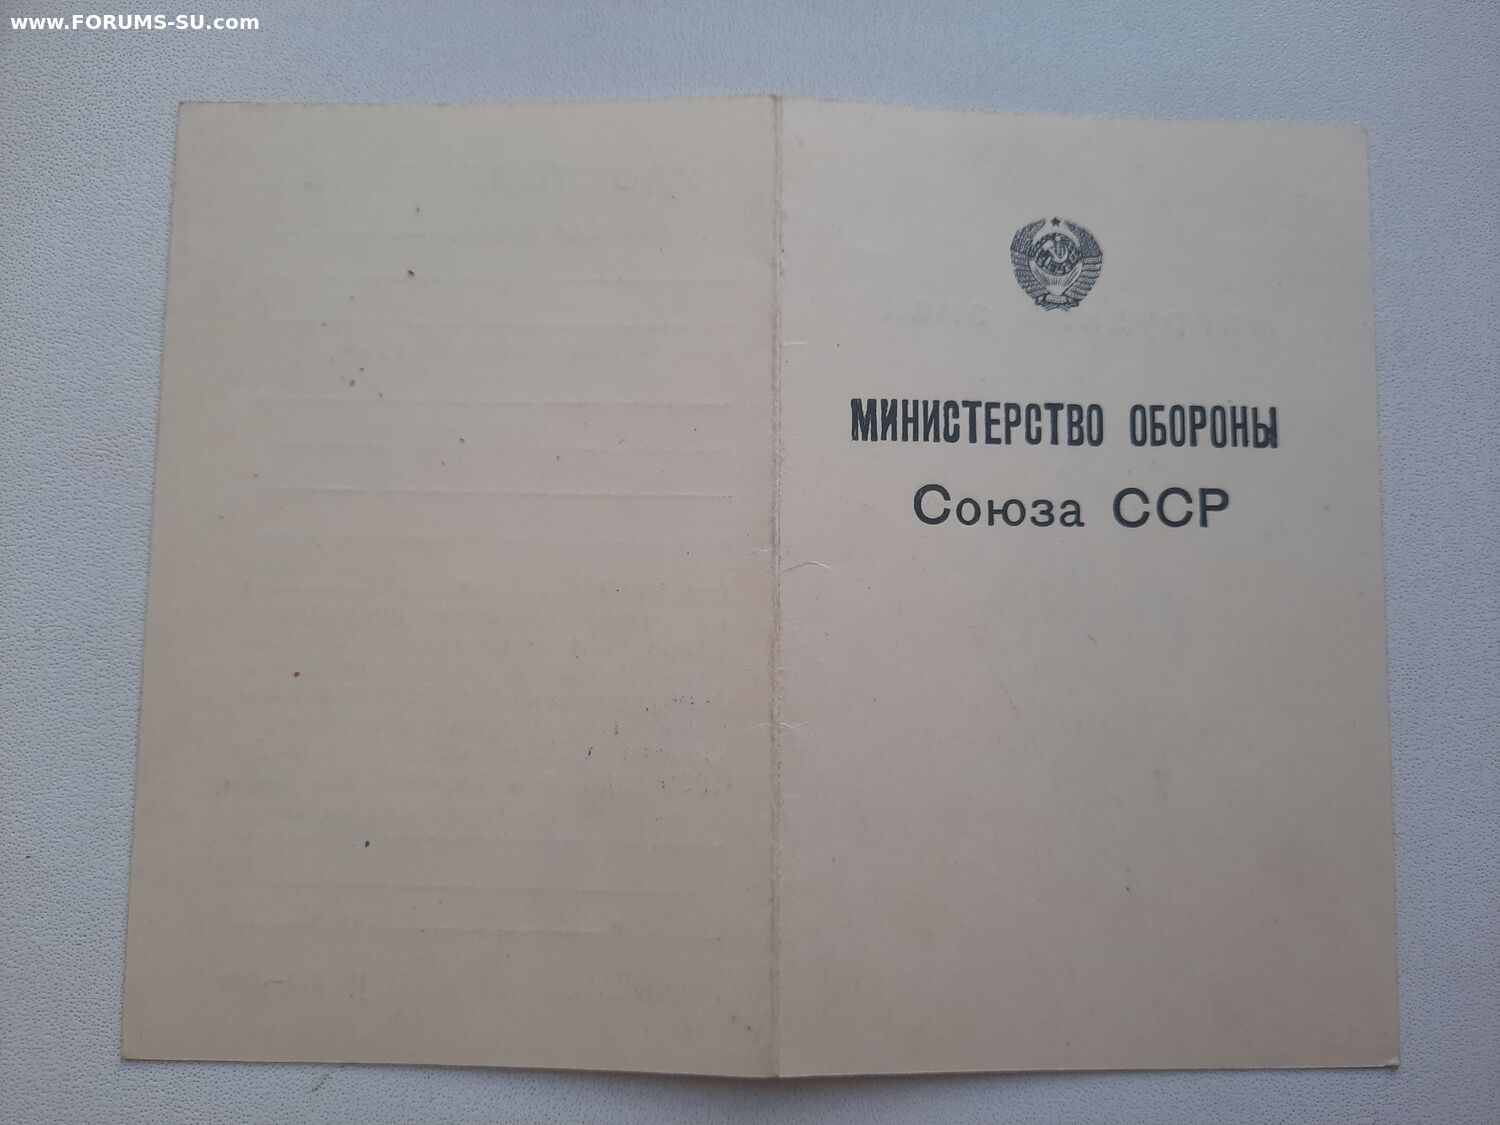 www.FORUMS-SU.com
МИНИСТЕРСТВО ОБОРОНЫ
Союза ССР